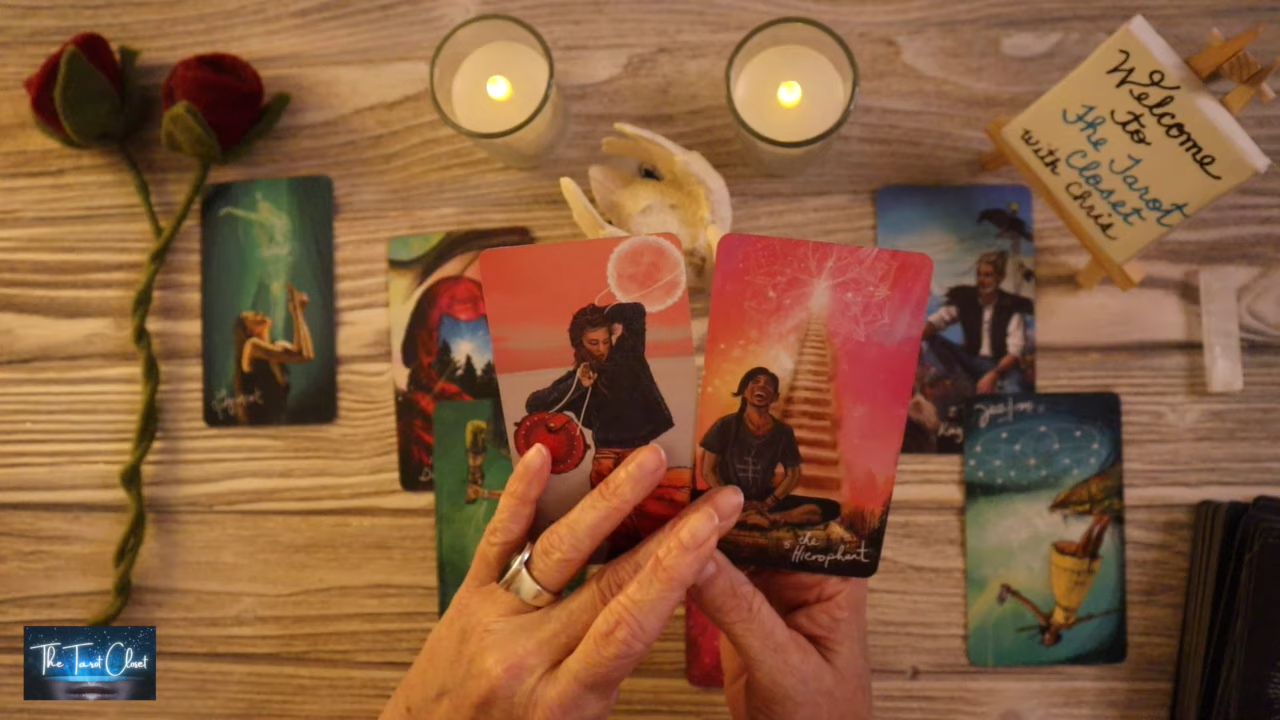 Welcome
to
The Tarot
Closet
with Chris
5 the
Hierophant
The Tarot Closet